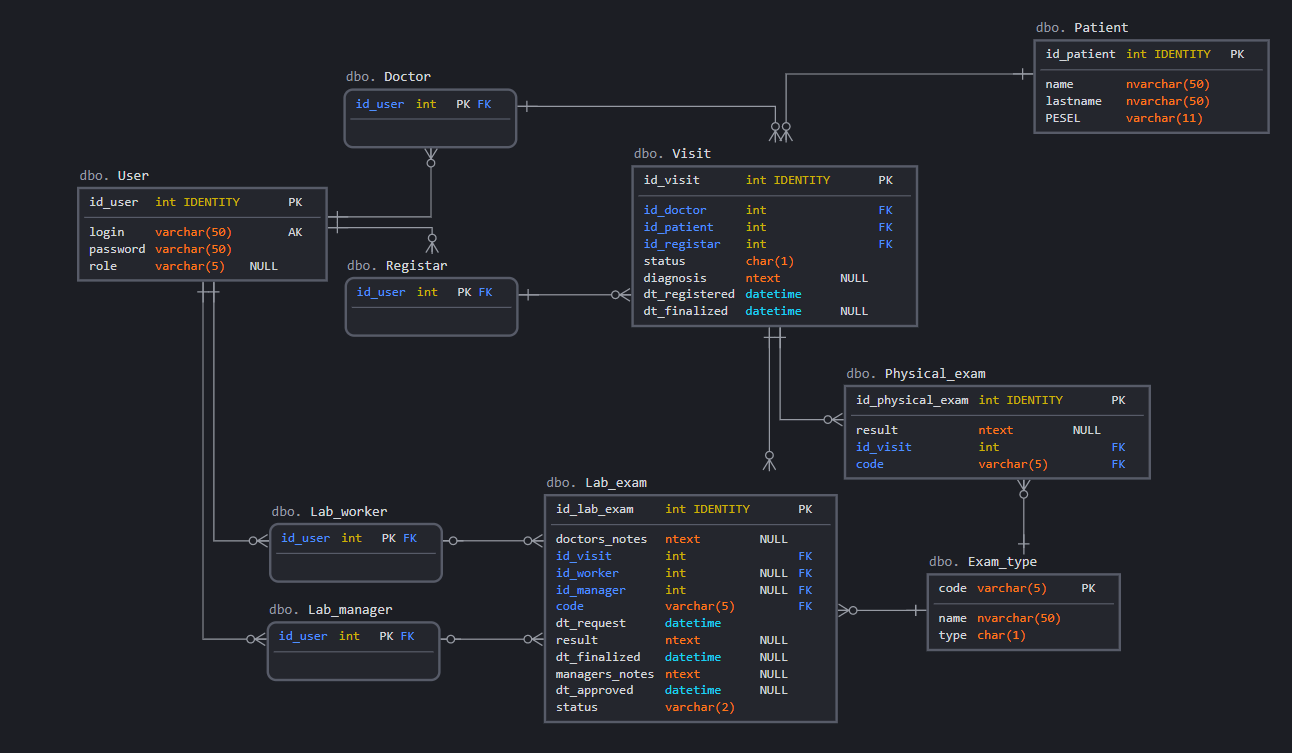 dbo. Patient
id_patient int IDENTITY PK
name nvarchar(50)
lastname nvarchar(50)
PESEL varchar(11)
dbo. Doctor
id_user int PK FK
dbo. Visit
id_visit int IDENTITY PK
id_doctor int FK
id_patient int FK
id_registar int FK
status char(1)
diagnosis ntext NULL
dt_registered datetime
dt_finalized datetime NULL
dbo. User
id_user int IDENTITY PK
login varchar(50) AK
password varchar(50)
role varchar(5) NULL
dbo. Registar
id_user int PK FK
dbo. Physical_exam
id_physical_exam int IDENTITY PK
result ntext NULL
id_visit int FK
code varchar(5) FK
dbo. Lab_exam
id_lab_exam int IDENTITY PK
doctors_notes ntext NULL
id_visit int FK
id_worker int NULL FK
id_manager int NULL FK
code varchar(5) FK
dt_request datetime
result ntext NULL
dt_finalized datetime NULL
managers_notes ntext NULL
dt_approved datetime NULL
status varchar(2)
dbo. Lab_worker
id_user int PK FK
dbo. Lab_manager
id_user int PK FK
dbo. Exam_type
code varchar(5) PK
name nvarchar(50)
type char(1)